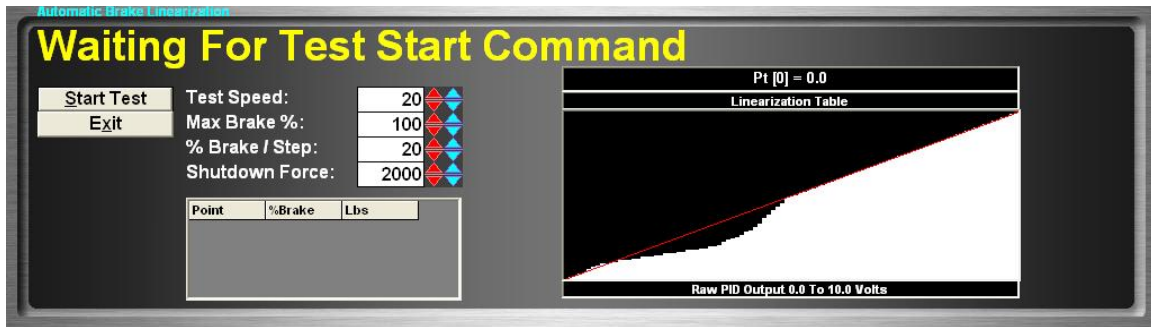 Automatic Brake Linearization
Waiting For Test Start Command
Start Test
Exit
Test Speed: 20
Max Brake %: 100
% Brake / Step: 20
Shutdown Force: 2000
Point %Brake Lbs
Pt [0] = 0.0
Linearization Table
Raw PID Output 0.0 To 10.0 Volts